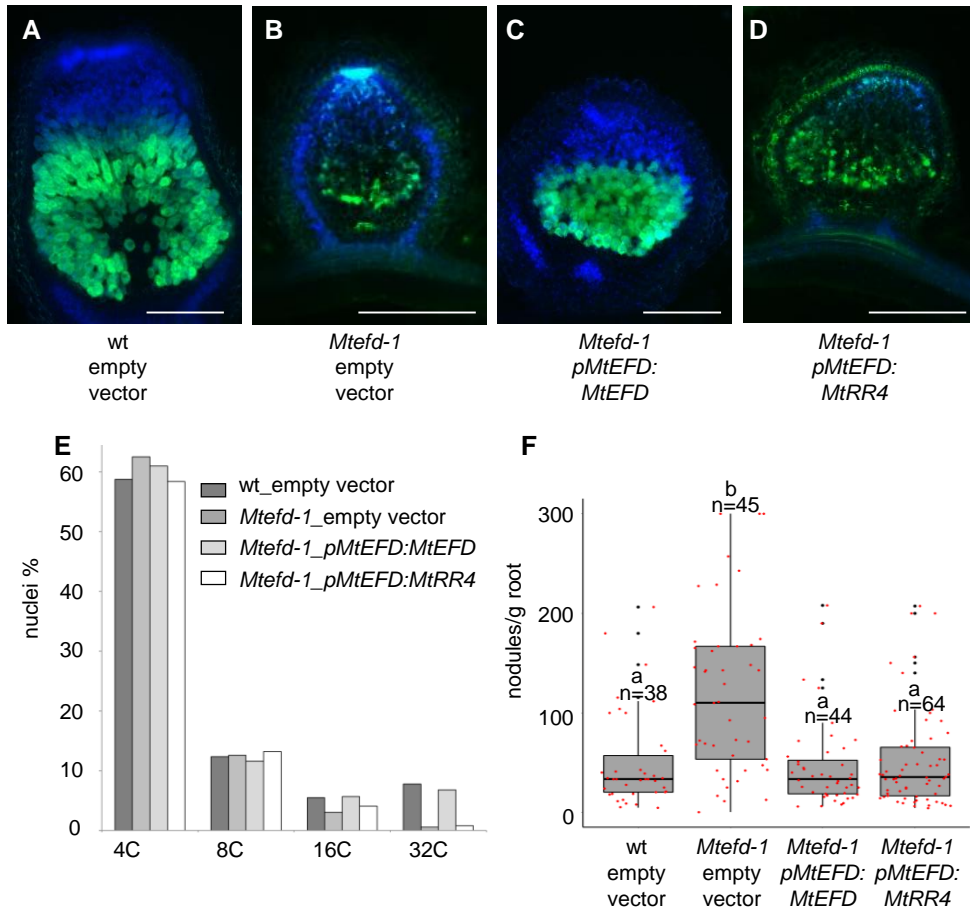 A
B
C
D
wt
empty
vector
Mtefd-1
empty
vector
Mtefd-1
pMtEFD:
MtEFD
Mtefd-1
pMtEFD:
MtRR4
E
nuclei %
60
50
40
30
20
10
0
4C
8C
16C
32C
wt_empty vector
Mtefd-1_empty vector
Mtefd-1_pMtEFD:MtEFD
Mtefd-1_pMtEFD:MtRR4
F
nodules/g root
300
200
100
0
a
n=38
b
n=45
a
n=44
a
n=64
wt
empty
vector
Mtefd-1
empty
vector
Mtefd-1
pMtEFD:
MtEFD
Mtefd-1
pMtEFD:
MtRR4